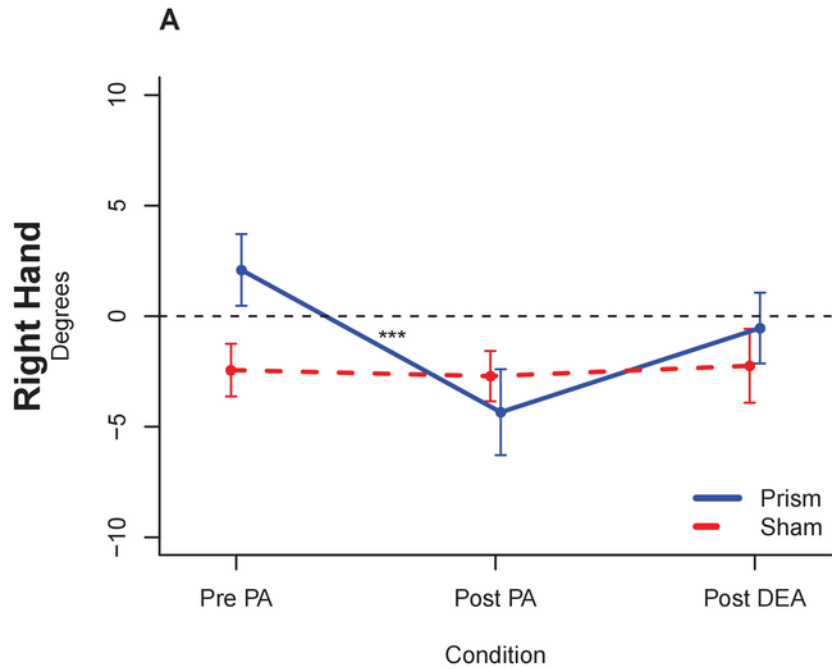 A
10
5
0
−5
−10
Right Hand
Degrees
***
Prism
Sham
Pre PA
Post PA
Post DEA
Condition